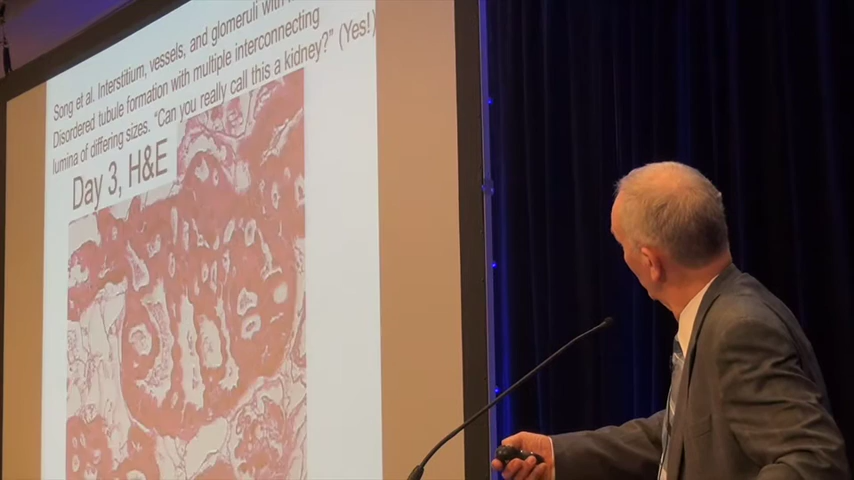 Song et al. Interstitium, vessels, and glomeruli with
Disordered tubule formation with multiple interconnecting
lumina of differing sizes. "Can you really call this a kidney?" (Yes!)
Day 3, H&E